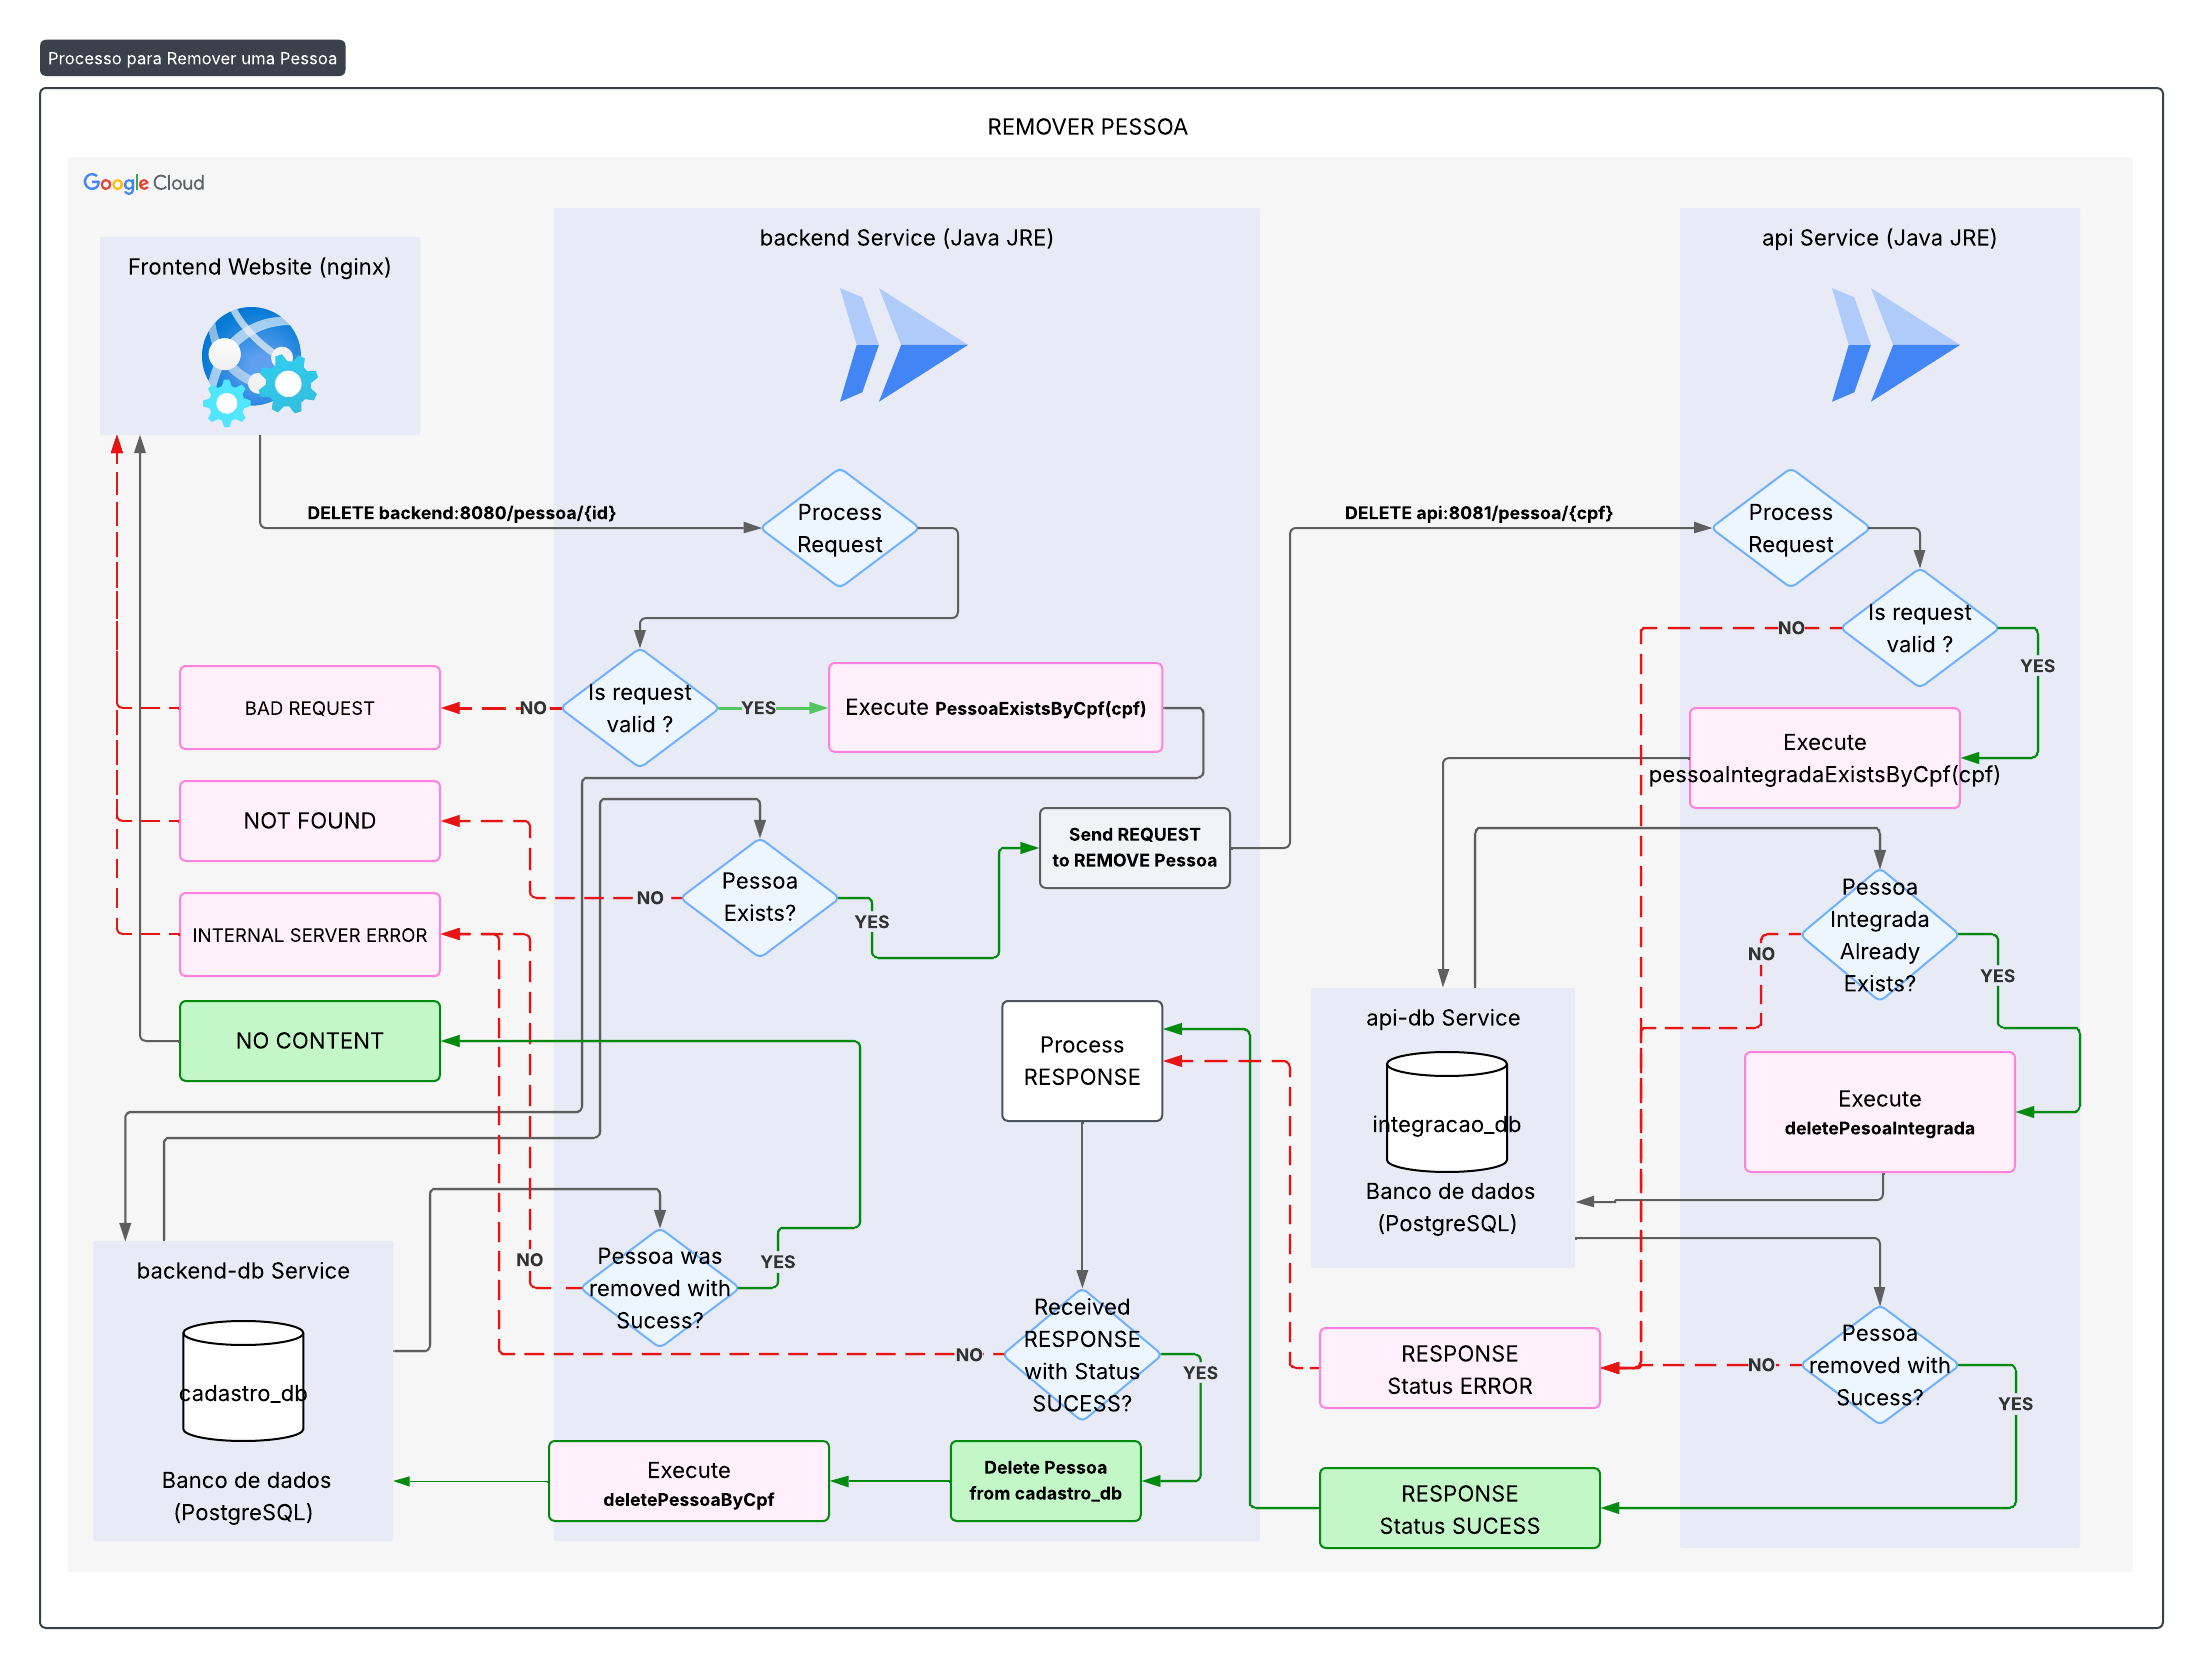 Processo para Remover uma Pessoa
REMOVER PESSOA
Google Cloud
Frontend Website (nginx)
backend Service (Java JRE)
api Service (Java JRE)
DELETE backend:8080/pessoa/{id}
Process
Request
DELETE api:8081/pessoa/{cpf}
Process
Request
Is request
valid ?
NO
YES
BAD REQUEST
NO
Is request
valid ?
YES
Execute PessoaExistsByCpf(cpf)
Execute
pessoaIntegradaExistsByCpf(cpf)
NOT FOUND
Send REQUEST
to REMOVE Pessoa
Pessoa
Exists?
NO
YES
Pessoa
Integrada
Already
Exists?
NO
YES
INTERNAL SERVER ERROR
NO CONTENT
Process
RESPONSE
api-db Service
integracao_db
Banco de dados
(PostgreSQL)
Execute
deletePesoaIntegrada
NO
Pessoa was
removed with
Sucess?
YES
backend-db Service
cadastro_db
Banco de dados
(PostgreSQL)
NO
Received
RESPONSE
with Status
SUCESS?
YES
RESPONSE
Status ERROR
NO
Pessoa
removed with
Sucess?
YES
Execute
deletePessoaByCpf
Delete Pessoa
from cadastro_db
RESPONSE
Status SUCESS